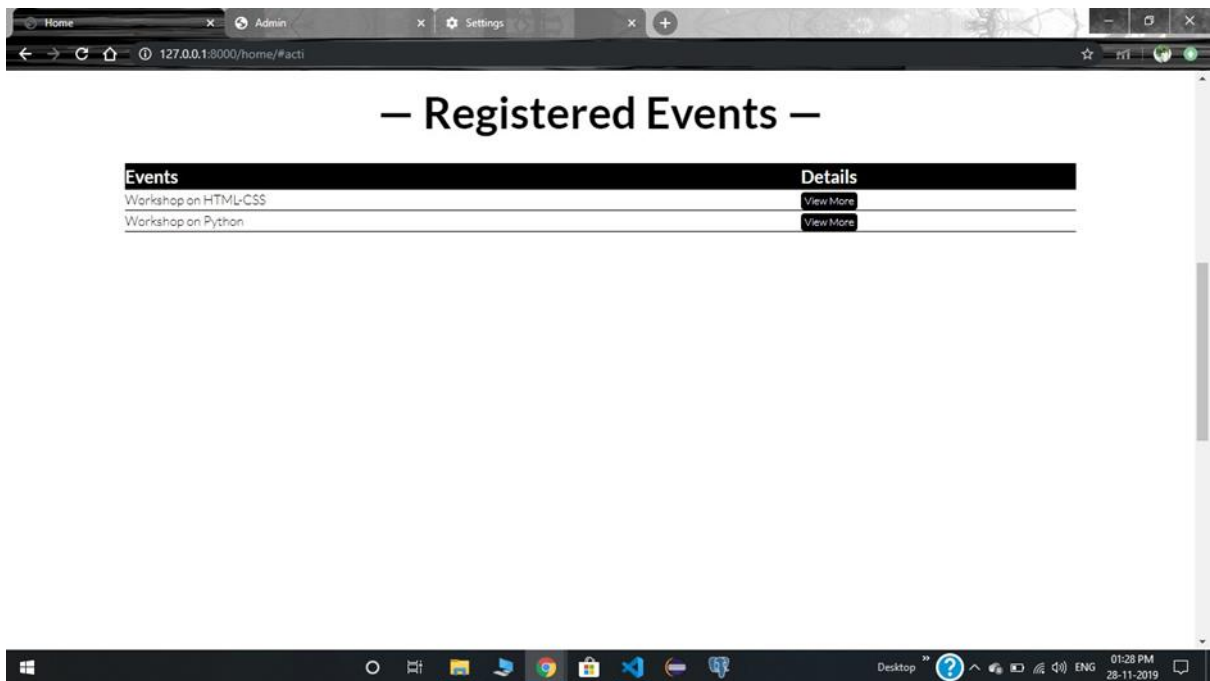 Home Admin Settings
127.0.0.1:8000/home/#acti
— Registered Events —
Events Details
Workshop on HTML-CSS View More
Workshop on Python View More
Desktop ENG 01:28 PM
28-11-2019